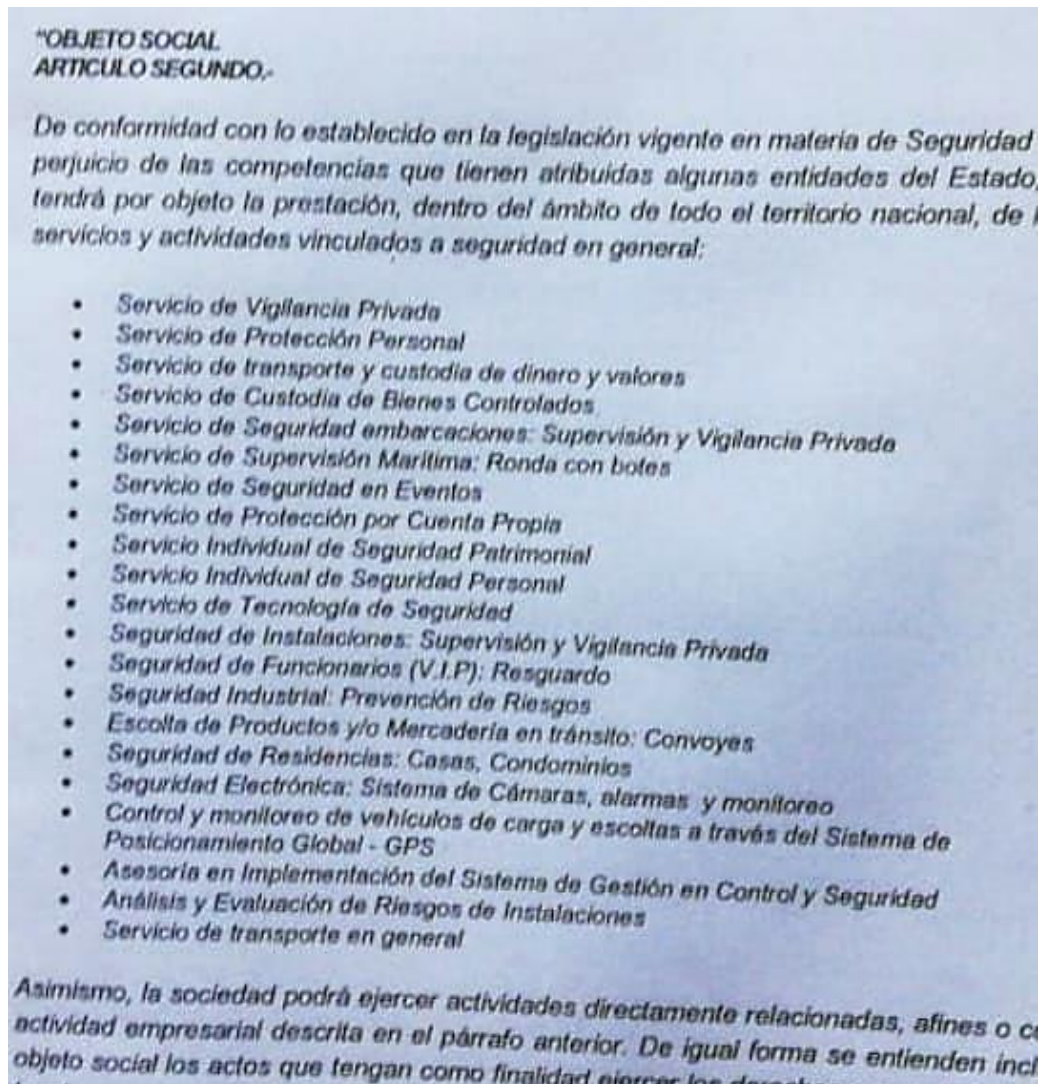 "OBJETO SOCIAL
ARTICULO SEGUNDO.-
De conformidad con lo establecido en la legislación vigente en materia de Seguridad
perjuicio de las competencias que tienen atribuidas algunas entidades del Estado,
tendrá por objeto la prestación, dentro del ámbito de todo el territorio nacional, de
servicios y actividades vinculados a seguridad en general:
• Servicio de Vigilancia Privada
• Servicio de Protección Personal
• Servicio de transporte y custodia de dinero y valores
• Servicio de Custodia de Bienes Controlados
• Servicio de Seguridad embarcaciones: Supervisión y Vigilancia Privada
• Servicio de Supervisión Marítima: Ronda con botes
• Servicio de Seguridad en Eventos
• Servicio de Protección por Cuenta Propia
• Servicio Individual de Seguridad Patrimonial
• Servicio Individual de Seguridad Personal
• Servicio de Tecnología de Seguridad
• Seguridad de Instalaciones: Supervisión y Vigilancia Privada
• Seguridad de Funcionarios (V.I.P): Resguardo
• Seguridad Industrial: Prevención de Riesgos
• Escolta de Productos y/o Mercadería en tránsito: Convoyes
• Seguridad de Residencias: Casas, Condominios
• Seguridad Electrónica: Sistema de Cámaras, alarmas y monitoreo
• Control y monitoreo de vehículos de carga y escoltas a través del Sistema de
Posicionamiento Global - GPS
• Asesoría en Implementación del Sistema de Gestión en Control y Seguridad
• Análisis y Evaluación de Riesgos de Instalaciones
• Servicio de transporte en general
Asimismo, la sociedad podrá ejercer actividades directamente relacionadas, afines o
actividad empresarial descrita en el párrafo anterior. De igual forma se entienden
objeto social los actos que tengan como finalidad ejercer los